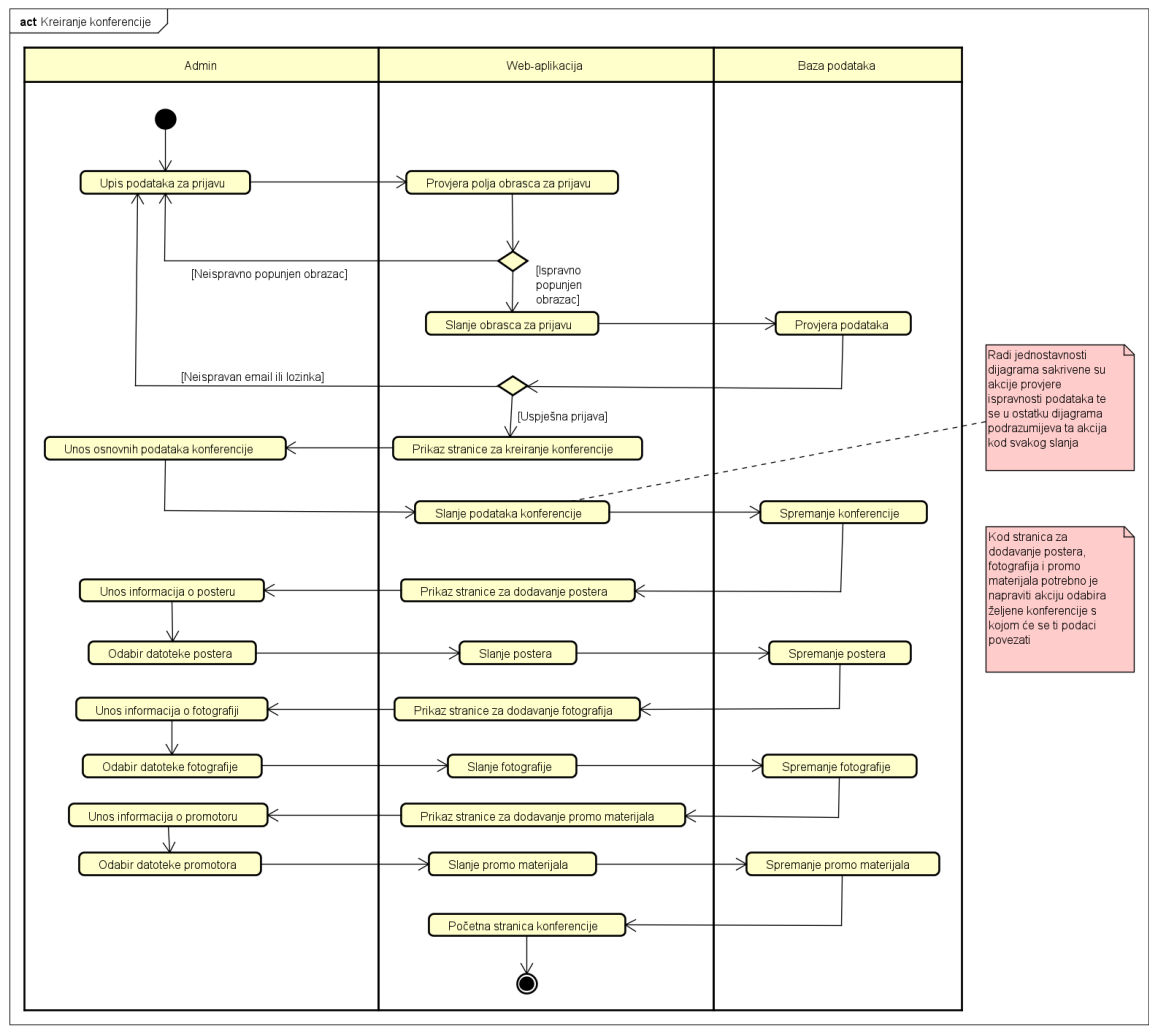 act Kreiranje konferencije
Admin
Web-aplikacija
Baza podataka
Upis podataka za prijavu
Provjera polja obrasca za prijavu
[Neispravno popunjen obrazac]
[Ispravno
popunjen
obrazac]
Slanje obrasca za prijavu
Provjera podataka
[Neispravan email ili lozinka]
[Uspješna prijava]
Unos osnovnih podataka konferencije
Prikaz stranice za kreiranje konferencije
Slanje podataka konferencije
Spremanje konferencije
Unos informacija o posteru
Prikaz stranice za dodavanje postera
Odabir datoteke postera
Slanje postera
Spremanje postera
Unos informacija o fotografiji
Prikaz stranice za dodavanje fotografija
Odabir datoteke fotografije
Slanje fotografije
Spremanje fotografije
Unos informacija o promotoru
Prikaz stranice za dodavanje promo materijala
Odabir datoteke promotora
Slanje promo materijala
Spremanje promo materijala
Početna stranica konferencije
Radi jednostavnosti
dijagrama sakrivene su
akcije provjere
ispravnosti podataka te
se u ostatku dijagrama
podrazumijeva ta akcija
kod svakog slanja
Kod stranica za
dodavanje postera,
fotografija i promo
materijala potrebno je
napraviti akciju odabira
željene konferencije s
kojom će se ti podaci
povezati